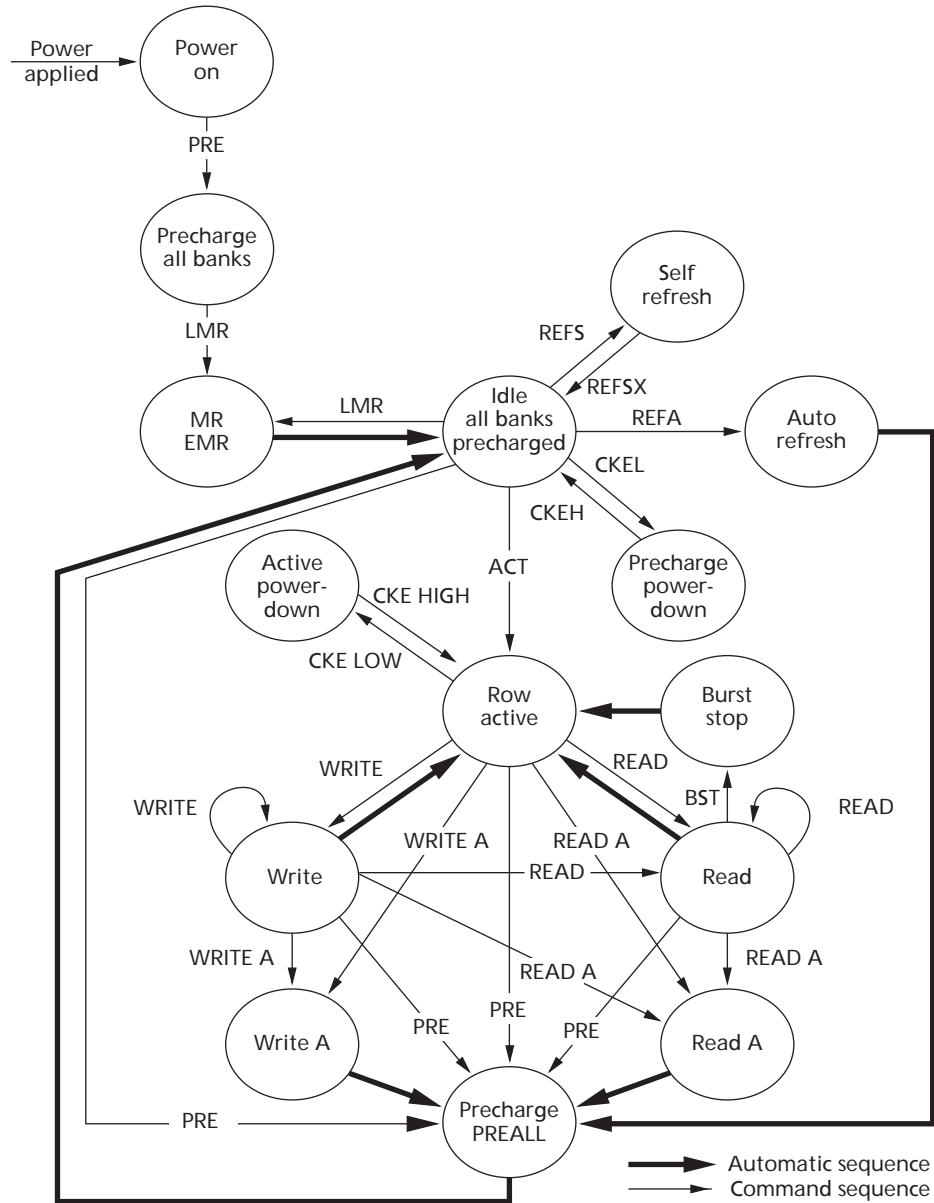 Power
applied
Power
on
PRE
Precharge
all banks
Self
refresh
LMR
REFS
REFSX
MR
EMR
LMR
Idle
all banks
precharged
REFA
Auto
refresh
CKEL
CKEH
ACT
Active
power-
down
CKE HIGH
CKE LOW
Precharge
power-
down
Row
active
Burst
stop
WRITE
READ
BST
WRITE
READ
WRITE A
READ A
Write
READ
Read
WRITE A
READ A
READ A
Write A
PRE
PRE
PRE
Read A
PRE
Precharge
PREALL
Automatic sequence
Command sequence